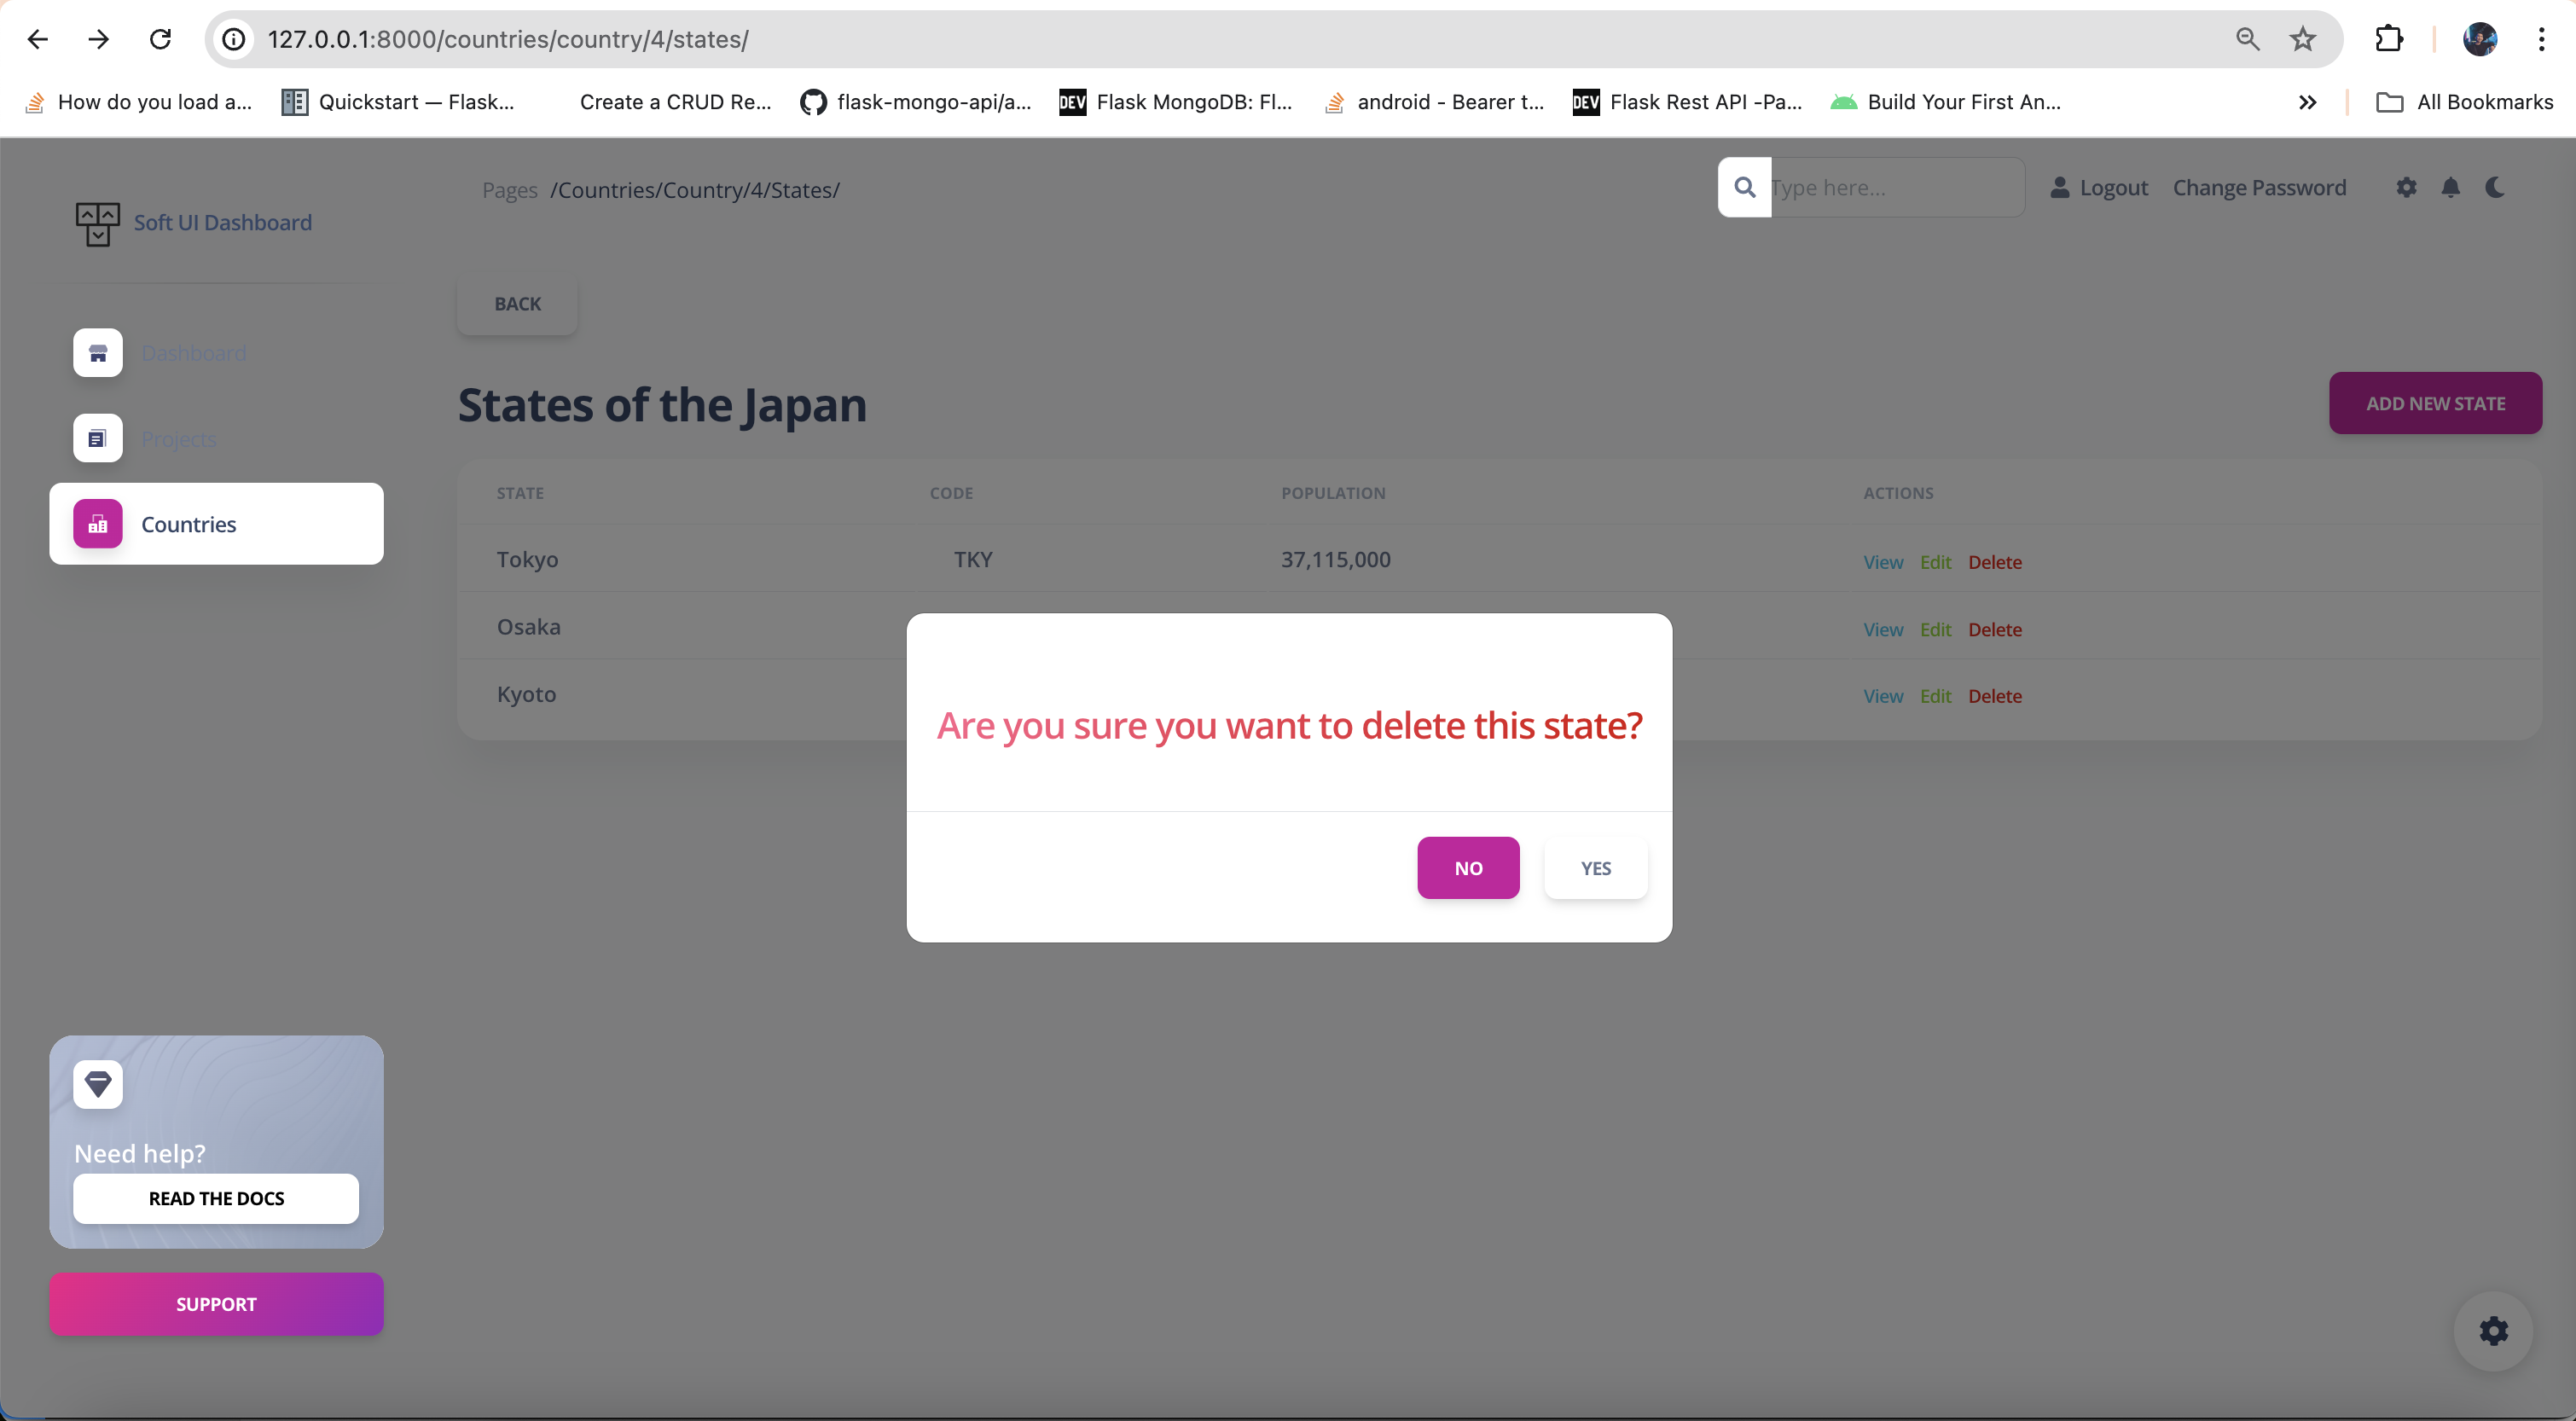 127.0.0.1:8000/countries/country/4/states/
How do you load a...
Quickstart — Flask...
Create a CRUD Re...
flask-mongo-api/a...
DEV
Flask MongoDB: Fl...
android - Bearer t...
DEV
Flask Rest API -Pa...
Build Your First An...
All Bookmarks
Soft UI Dashboard
Pages /Countries/Country/4/States/
Type here...
Logout
Change Password
BACK
Dashboard
Projects
Countries
States of the Japan
ADD NEW STATE
STATE CODE POPULATION ACTIONS
Tokyo TKY 37,115,000 View Edit Delete
Osaka View Edit Delete
Kyoto View Edit Delete
Are you sure you want to delete this state?
NO YES
Need help?
READ THE DOCS
SUPPORT